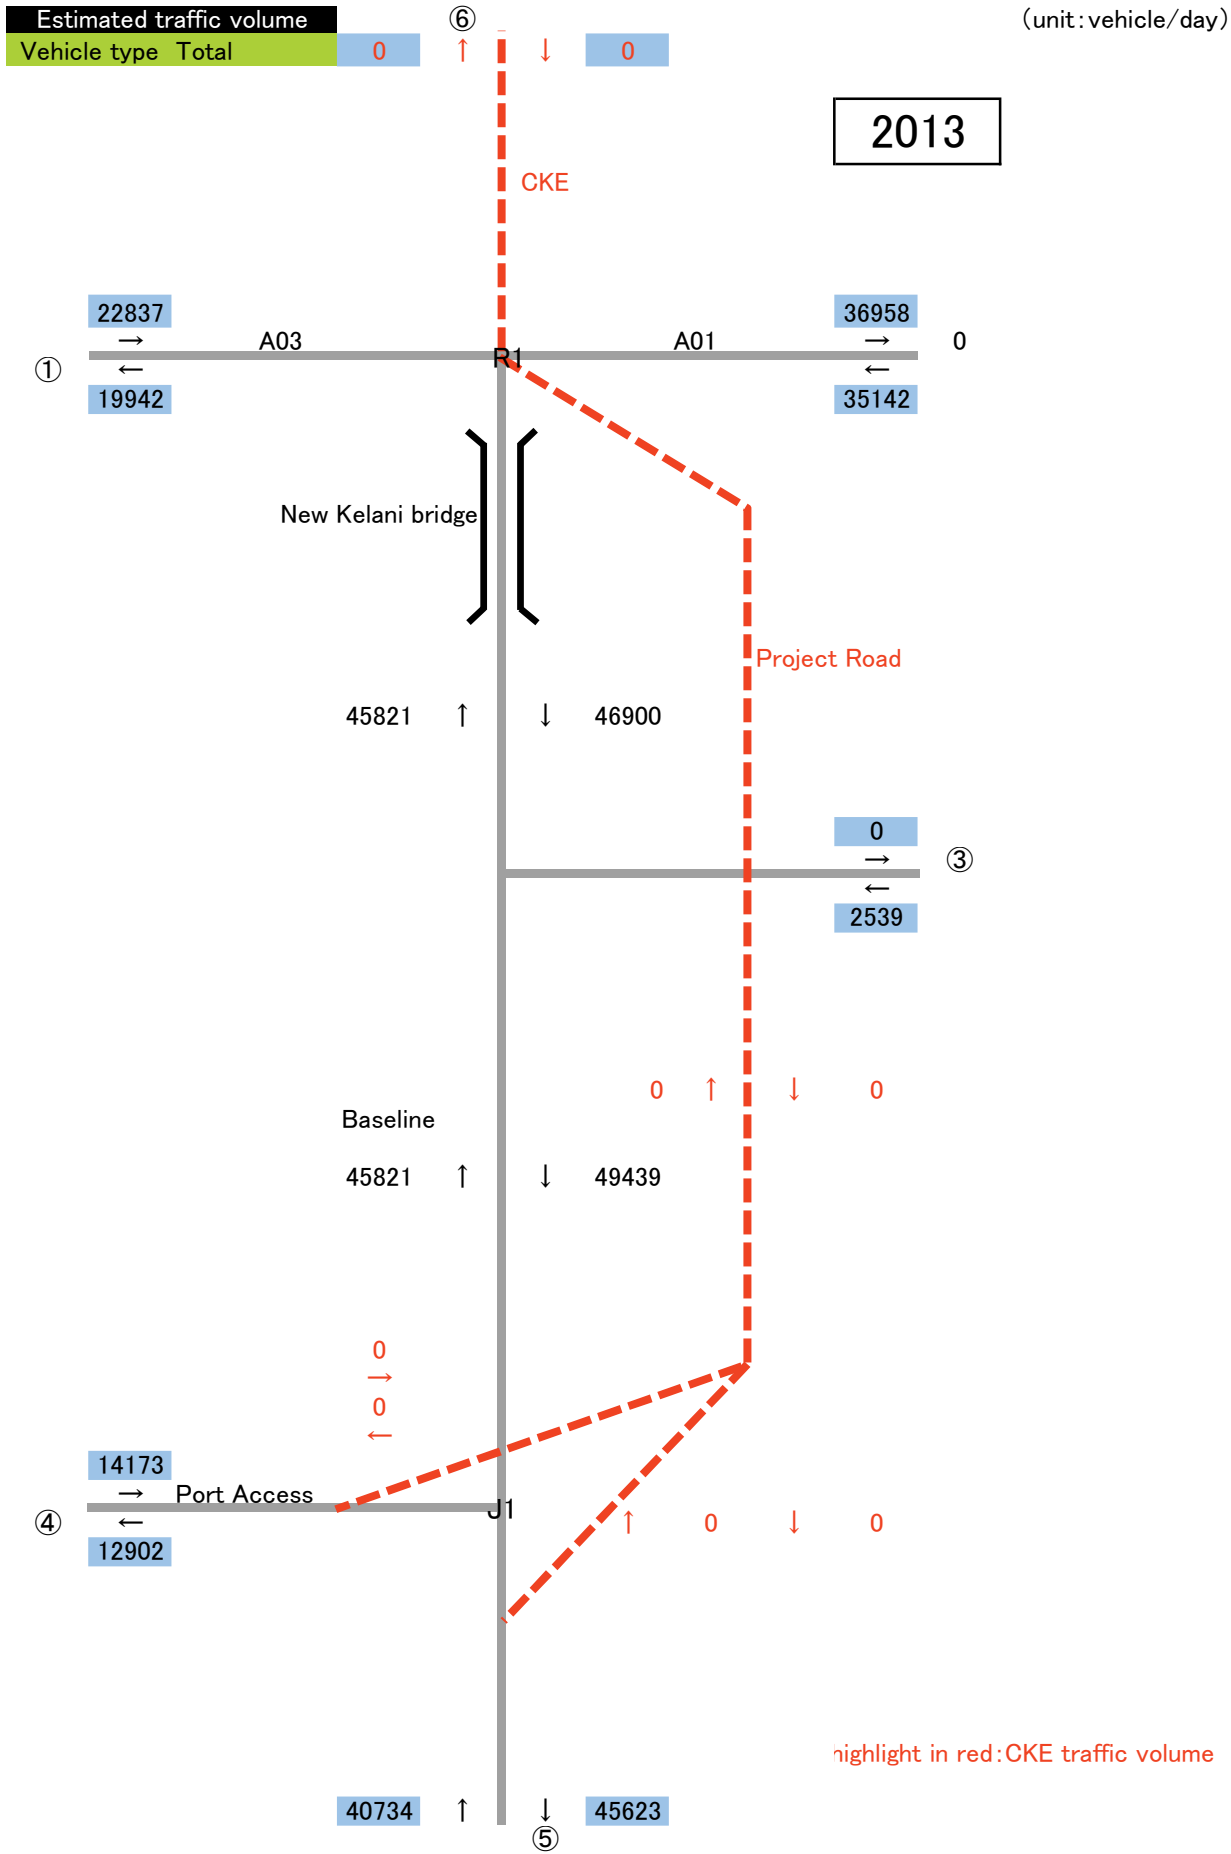 Estimated traffic volume
⑥
(unit:vehicle/day)
Vehicle type Total
0 ↑ ↓ 0
2013
CKE
22837
36958
→ A03
A01 → 0
R1
①
←
←
19942
35142
New Kelani bridge
Project Road
45821 ↑ ↓ 46900
0
→ ③
←
2539
0 ↑ ↓ 0
Baseline
45821 ↑ ↓ 49439
0
→
0
←
14173
→ Port Access
J1
④ ←
↑ 0 ↓ 0
12902
highlight in red:CKE traffic volume
40734 ↑ ↓ 45623
⑤